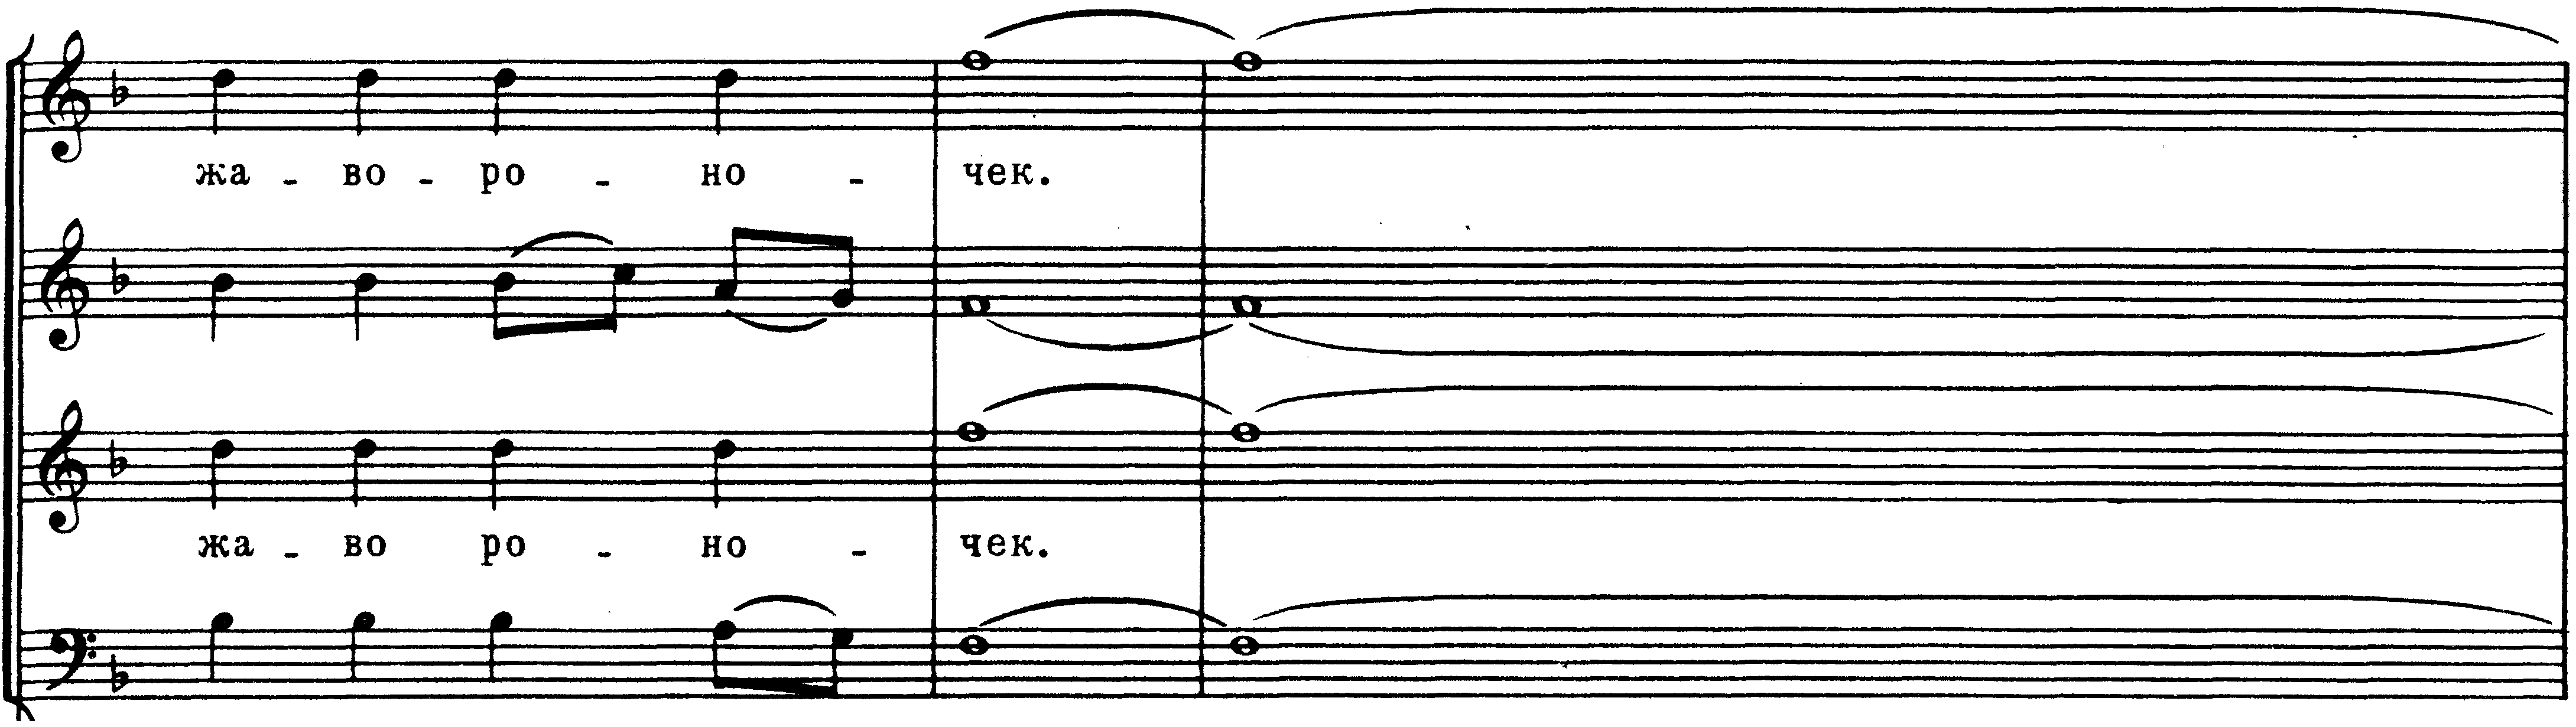 жа - во - ро - но - чек.
жа - во ро - но - чек.